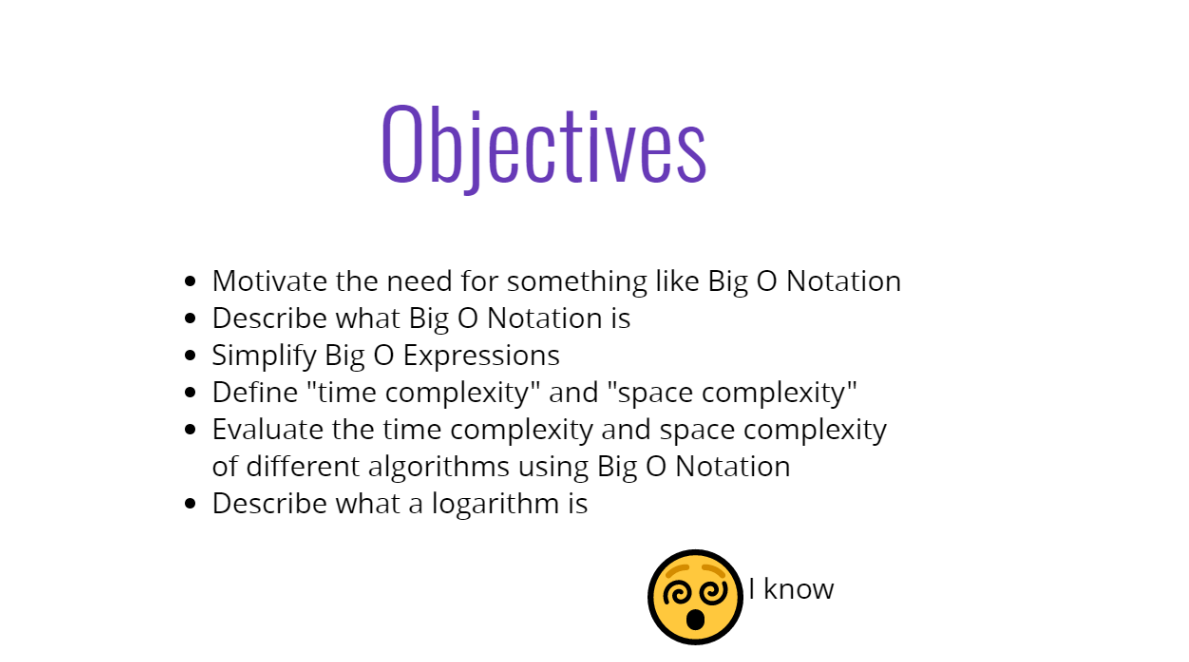 Objectives
Motivate the need for something like Big O Notation
Describe what Big O Notation is
Simplify Big O Expressions
Define "time complexity" and "space complexity"
Evaluate the time complexity and space complexity
of different algorithms using Big O Notation
Describe what a logarithm is
I know